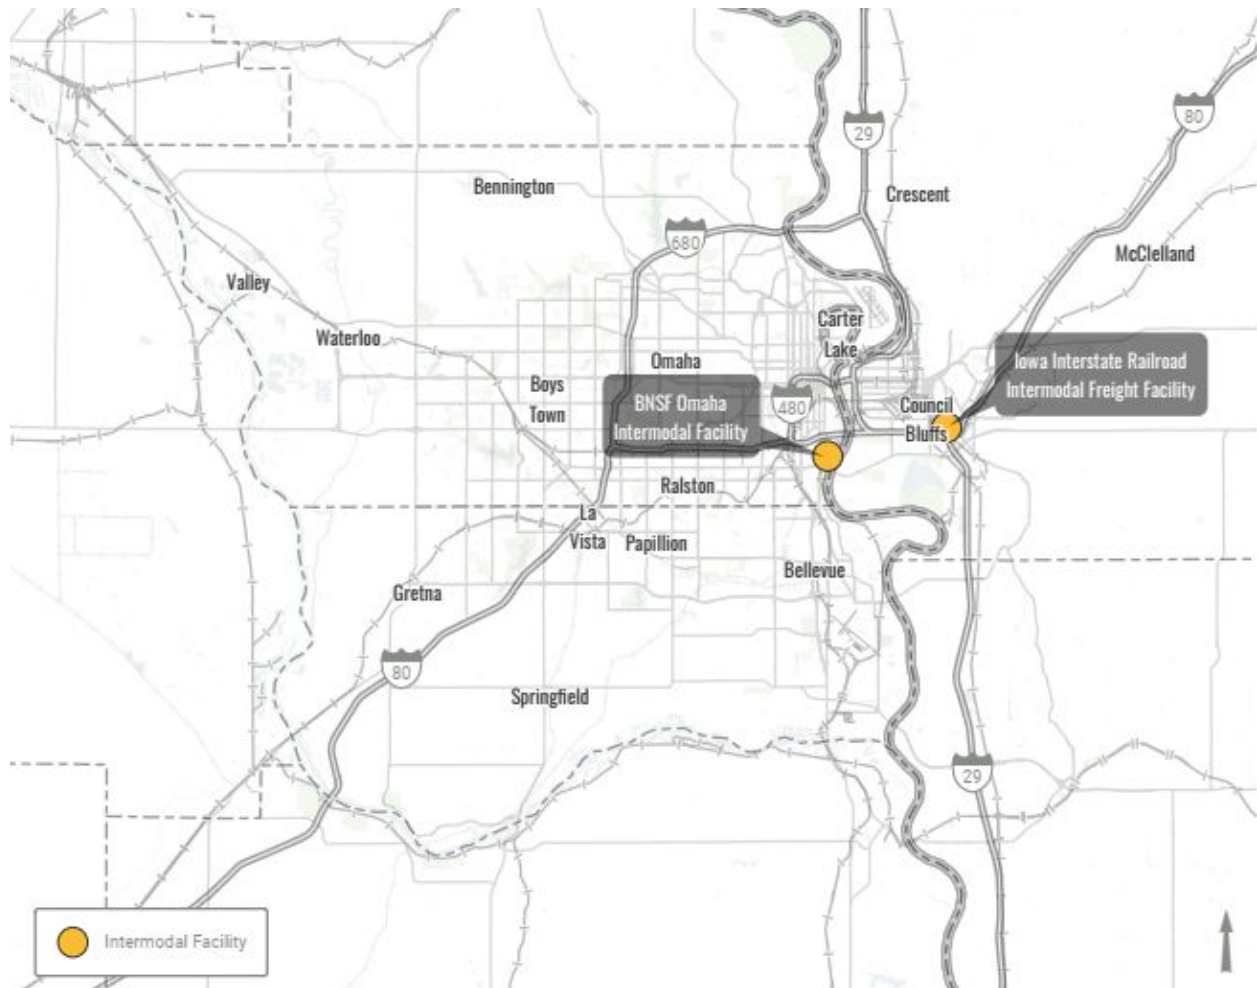 29
80
Bennington
Crescent
680
McClelland
Valley
Carter
Lake
Waterloo
Omaha
Iowa Interstate Railroad
Intermodal Freight Facility
Boys
Town
BNSF Omaha
Intermodal Facility
480
Council
Bluffs
Ralston
La
Vista
Papillion
Bellevue
Gretna
80
Springfield
29
Intermodal Facility